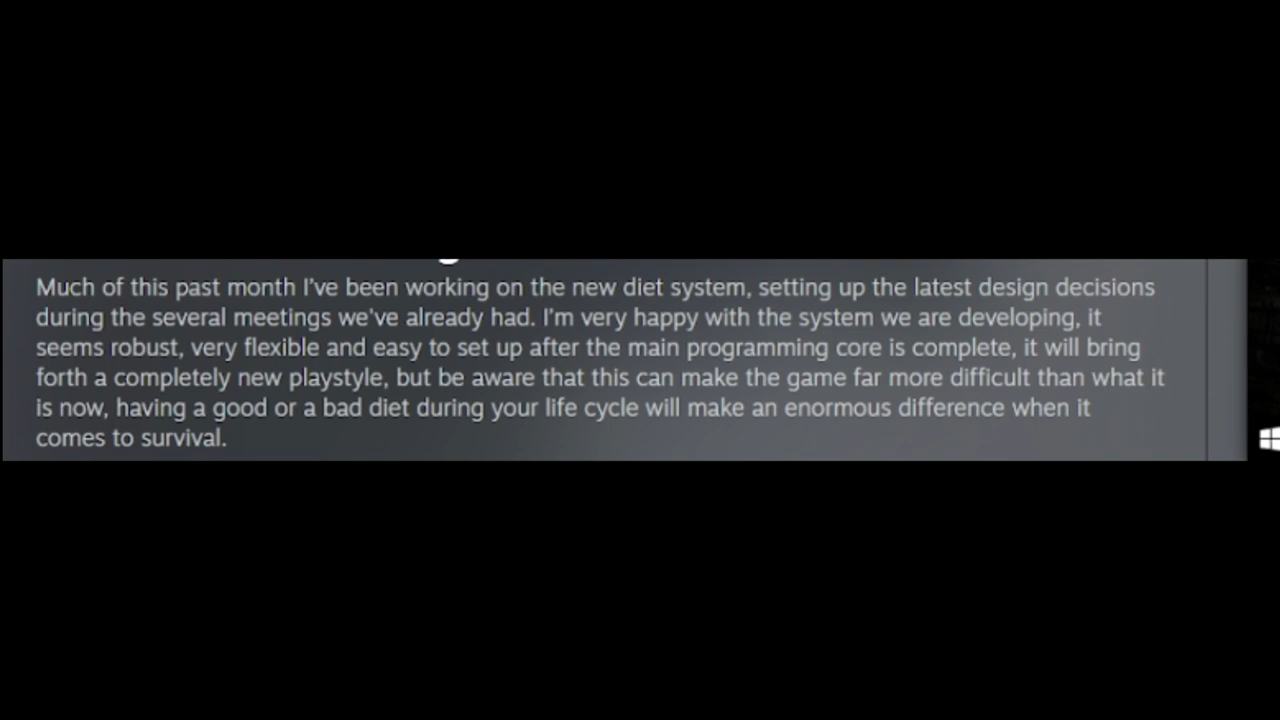 Much of this past month I've been working on the new diet system, setting up the latest design decisions
during the several meetings we've already had. I'm very happy with the system we are developing, it
seems robust, very flexible and easy to set up after the main programming core is complete, it will bring
forth a completely new playstyle, but be aware that this can make the game far more difficult than what it
is now, having a good or a bad diet during your life cycle will make an enormous difference when it
comes to survival.